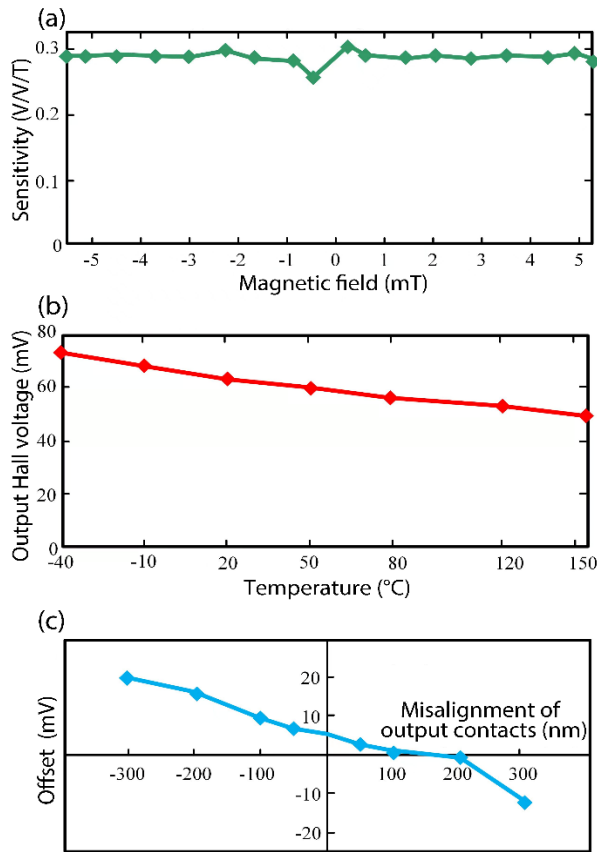 (a)
Sensitivity (V/V/T)
0.3
0.2
0.1
0
-5 -4 -3 -2 -1 0 1 2 3 4 5
Magnetic field (mT)
(b)
Output Hall voltage (mV)
80
60
40
20
0
-40 -10 20 50 80 120 150
Temperature (°C)
(c)
Offset (mV)
20
10
Misalignment of
output contacts (nm)
-300 -200 -100 100 200 300
-10
-20